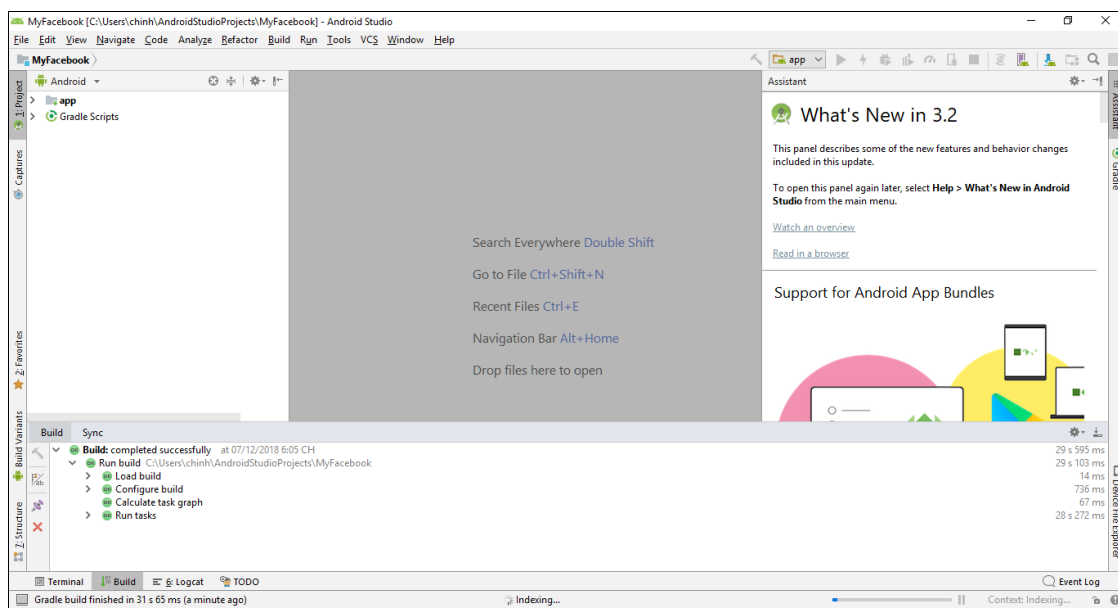 MyFacebook [C:\Users\chinh\AndroidStudioProjects\MyFacebook] - Android Studio
File Edit View Navigate Code Analyze Refactor Build Run Tools VCS Window Help
MyFacebook
app
1: Project
Captures
2: Favorites
Build Variants
7: Structure
Android
app
Gradle Scripts
Search Everywhere Double Shift
Go to File Ctrl+Shift+N
Recent Files Ctrl+E
Navigation Bar Alt+Home
Drop files here to open
Assistant
What's New in 3.2
This panel describes some of the new features and behavior changes
included in this update.
To open this panel again later, select Help > What's New in Android
Studio from the main menu.
Watch an overview
Read in a browser
Support for Android App Bundles
Assistant
Gradle
Device File Explorer
Build Sync
Build: completed successfully at 07/12/2018 6:05 CH 29 s 595 ms
Run build C:\Users\chinh\AndroidStudioProjects\MyFacebook 29 s 103 ms
Load build 14 ms
Configure build 736 ms
Calculate task graph 67 ms
Run tasks 28 s 272 ms
Terminal Build 6: Logcat TODO Event Log
Gradle build finished in 31 s 65 ms (a minute ago) Indexing... Context: Indexing...